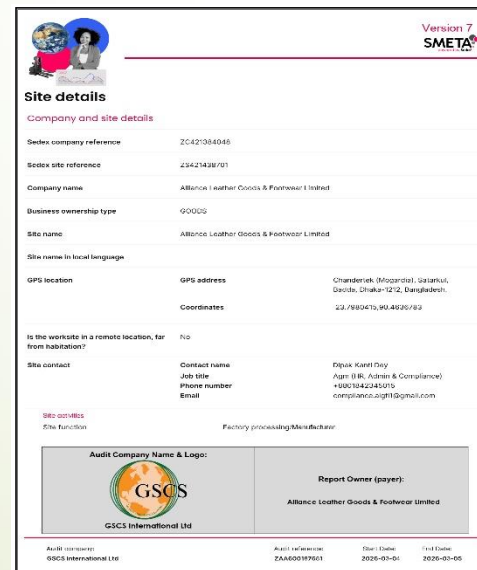 Version 7
SMETA
Site details
Company and site details
Sedex company reference ZC421384048
Sedex site reference ZS421438701
Company name Alliance Leather Goods & Footwear Limited
Business ownership type GOODS
Site name Alliance Leather Goods & Footwear Limited
Site name in local language
GPS location GPS address Chandertek (Mogardia), Satarkul,
Badda, Dhaka-1212, Bangladesh.
Coordinates 23.7980415,90.4636783
Is the worksite in a remote location, far No
from habitation?
Site contact Contact name Dipak Kanti Dey
Job title Agm (HR, Admin & Compliance)
Phone number +8801842345015
Email
Site activities
Site function Factory processing/Manufacturer
Audit Company Name & Logo:
GSCS
GSCS International Ltd
Report Owner (payer):
Alliance Leather Goods & Footwear Limited
Audit company Audit reference Start Date: End Date:
GSCS International Ltd 2026-03-04 2026-03-05